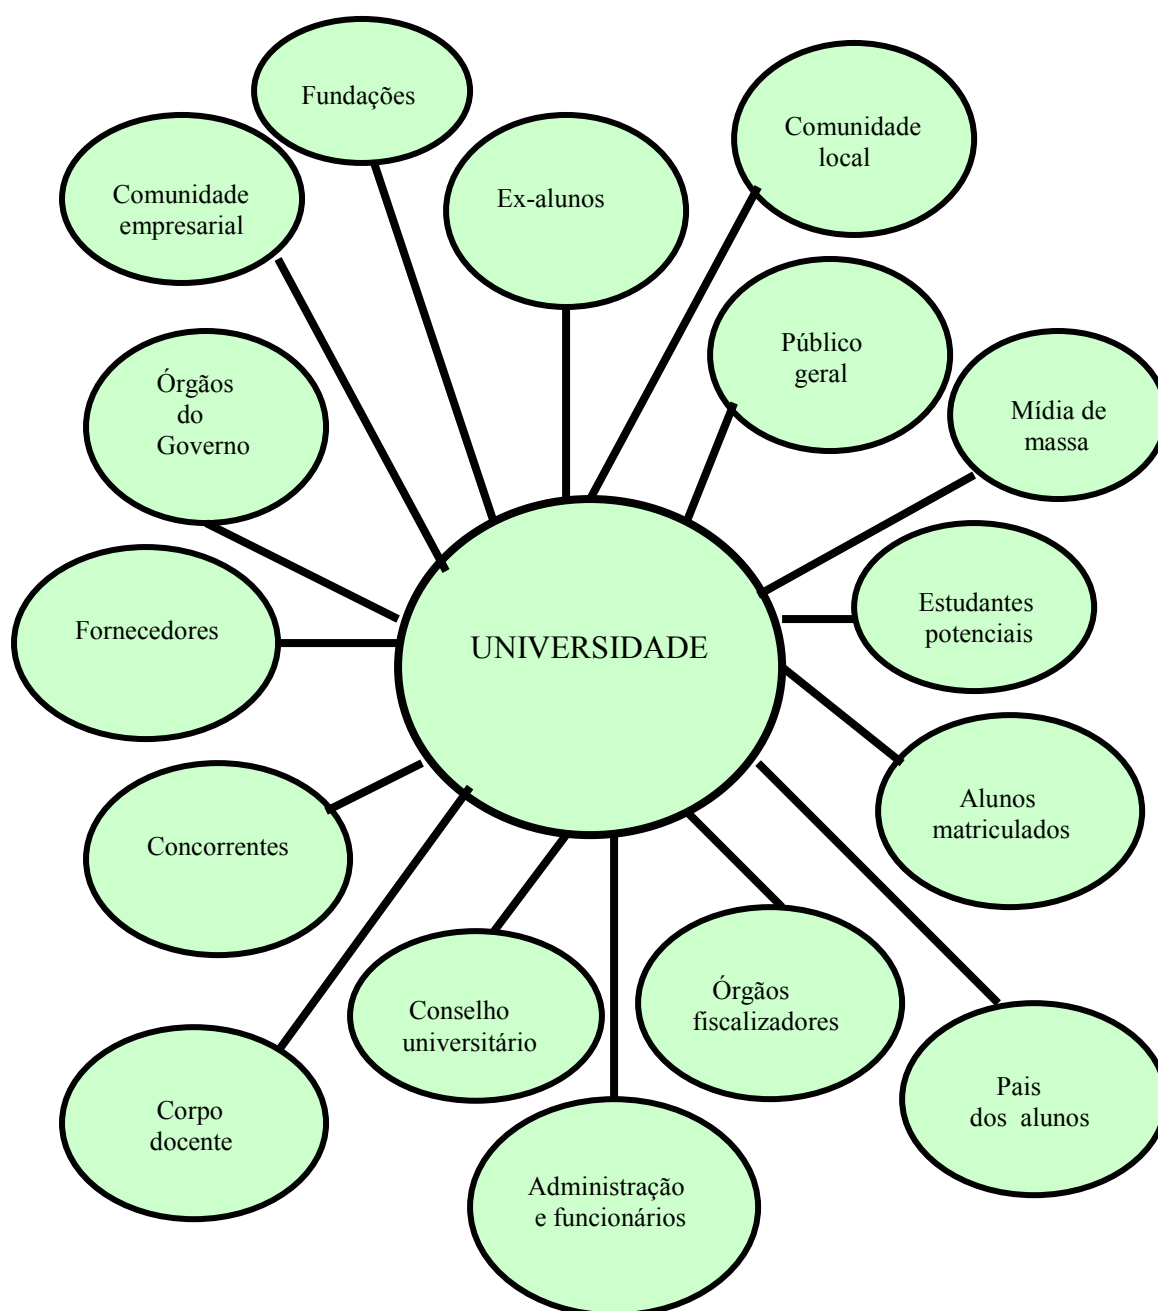 Fundações
Comunidade
local
Comunidade
empresarial
Ex-alunos
Público
geral
Órgãos
do
Governo
Mídia de
massa
Estudantes
potenciais
Fornecedores
UNIVERSIDADE
Alunos
matriculados
Concorrentes
Órgãos
fiscalizadores
Conselho
universitário
Pais
dos alunos
Corpo
docente
Administração
e funcionários